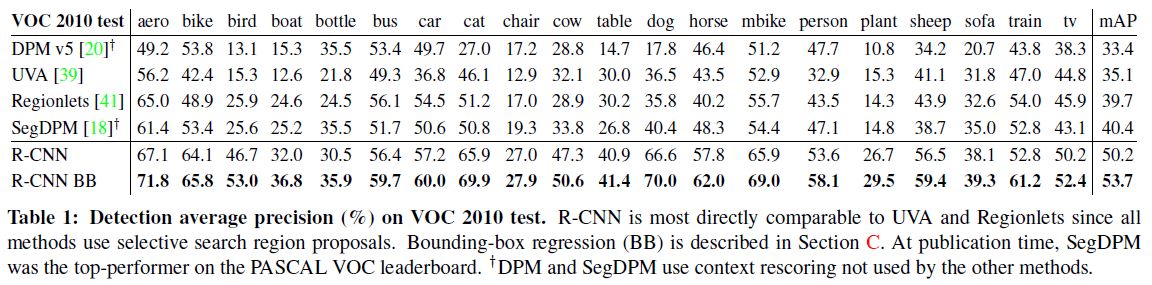 VOC 2010 test aero bike bird boat bottle bus car cat chair cow table dog horse mbike person plant sheep sofa train tv mAP
DPM v5 [20]† 49.2 53.8 13.1 15.3 35.5 53.4 49.7 27.0 17.2 28.8 14.7 17.8 46.4 51.2 47.7 10.8 34.2 20.7 43.8 38.3 33.4
UVA [39] 56.2 42.4 15.3 12.6 21.8 49.3 36.8 46.1 12.9 32.1 30.0 36.5 43.5 52.9 32.9 15.3 41.1 31.8 47.0 44.8 35.1
Regionlets [41] 65.0 48.9 25.9 24.6 24.5 56.1 54.5 51.2 17.0 28.9 30.2 35.8 40.2 55.7 43.5 14.3 43.9 32.6 54.0 45.9 39.7
SegDPM [18]† 61.4 53.4 25.6 25.2 35.5 51.7 50.6 50.8 19.3 33.8 26.8 40.4 48.3 54.4 47.1 14.8 38.7 35.0 52.8 43.1 40.4
R-CNN 67.1 64.1 46.7 32.0 30.5 56.4 57.2 65.9 27.0 47.3 40.9 66.6 57.8 65.9 53.6 26.7 56.5 38.1 52.8 50.2 50.2
R-CNN BB 71.8 65.8 53.0 36.8 35.9 59.7 60.0 69.9 27.9 50.6 41.4 70.0 62.0 69.0 58.1 29.5 59.4 39.3 61.2 52.4 53.7
Table 1: Detection average precision (%) on VOC 2010 test. R-CNN is most directly comparable to UVA and Regionlets since all
methods use selective search region proposals. Bounding-box regression (BB) is described in Section C. At publication time, SegDPM
was the top-performer on the PASCAL VOC leaderboard. †DPM and SegDPM use context rescoring not used by the other methods.